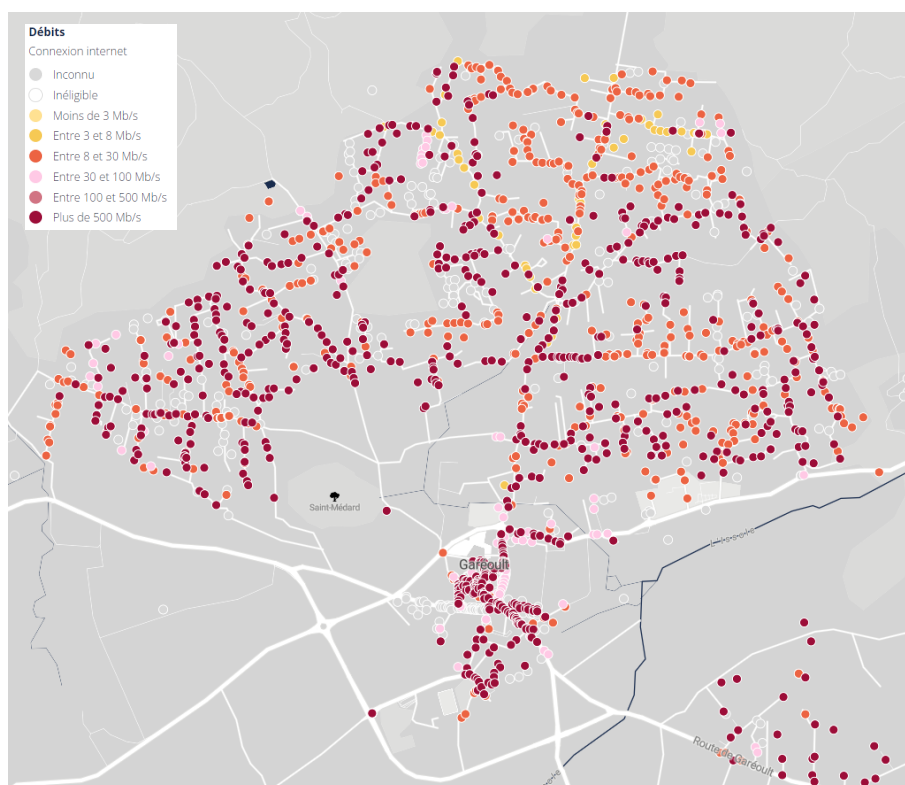 Débits
Connexion internet
Inconnu
Inéligible
Moins de 3 Mb/s
Entre 3 et 8 Mb/s
Entre 8 et 30 Mb/s
Entre 30 et 100 Mb/s
Entre 100 et 500 Mb/s
Plus de 500 Mb/s
Saint-Médard
L'Issole
Garéoult
Route de Garéoult